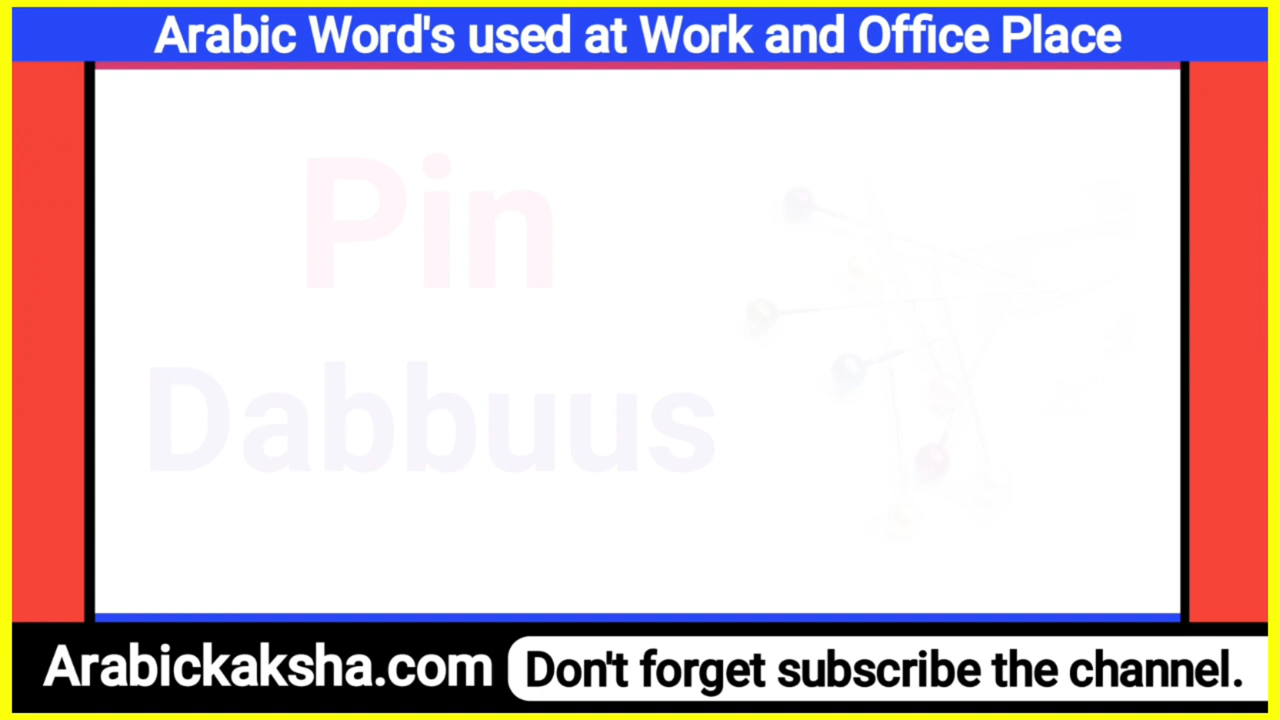 Arabic Word's used at Work and Office Place
Pin
Dabbuus
Arabickaksha.com
Don't forget subscribe the channel.